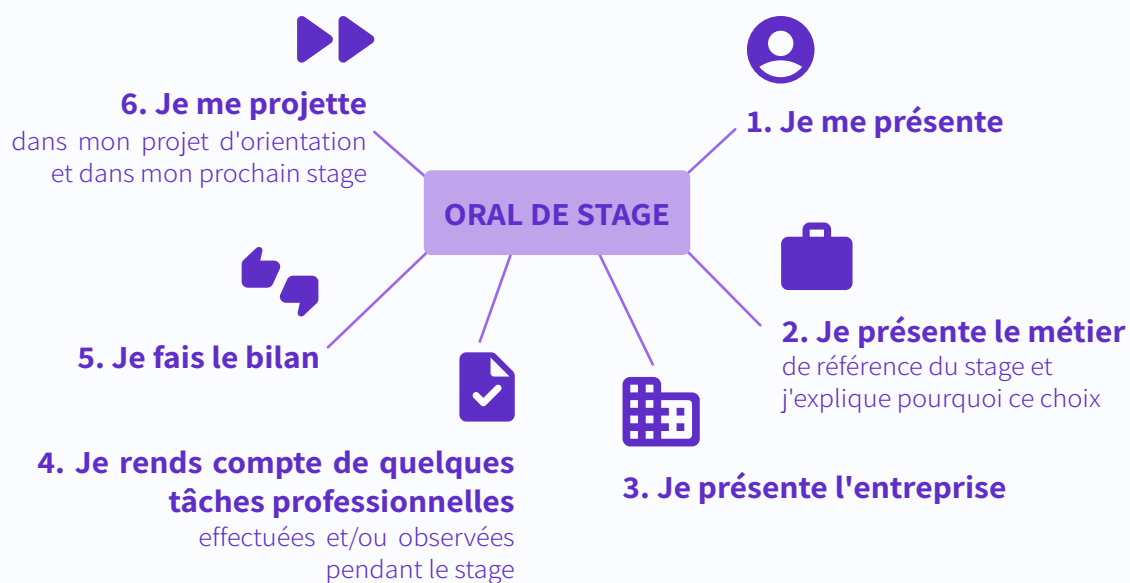 ORAL DE STAGE
1. Je me présente
2. Je présente le métier
de référence du stage et
j'explique pourquoi ce choix
3. Je présente l'entreprise
4. Je rends compte de quelques
tâches professionnelles
effectuées et/ou observées
pendant le stage
5. Je fais le bilan
6. Je me projette
dans mon projet d'orientation
et dans mon prochain stage